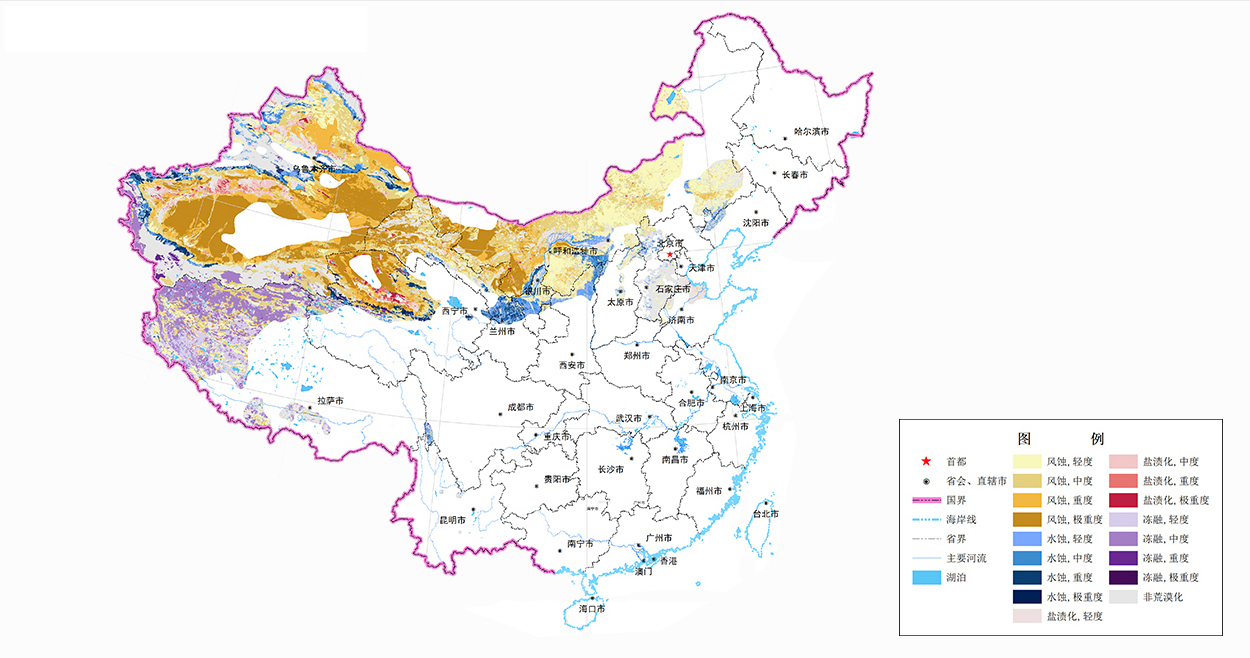 哈尔滨市
长春市
乌鲁木齐市
沈阳市
北京市
呼和浩特市
天津市
银川市
石家庄市
太原市
西宁市
济南市
兰州市
郑州市
西安市
南京市
拉萨市
合肥市
成都市
上海市
武汉市
杭州市
重庆市
南昌市
长沙市
贵阳市
福州市
台北市
昆明市
广州市
南宁市
香港
澳门
海口市
图 例
首都
省会、直辖市
国界
海岸线
省界
主要河流
湖泊
风蚀, 轻度
风蚀, 中度
风蚀, 重度
风蚀, 极重度
水蚀, 轻度
水蚀, 中度
水蚀, 重度
水蚀, 极重度
盐渍化, 轻度
盐渍化, 中度
盐渍化, 重度
盐渍化, 极重度
冻融, 轻度
冻融, 中度
冻融, 重度
冻融, 极重度
非荒漠化